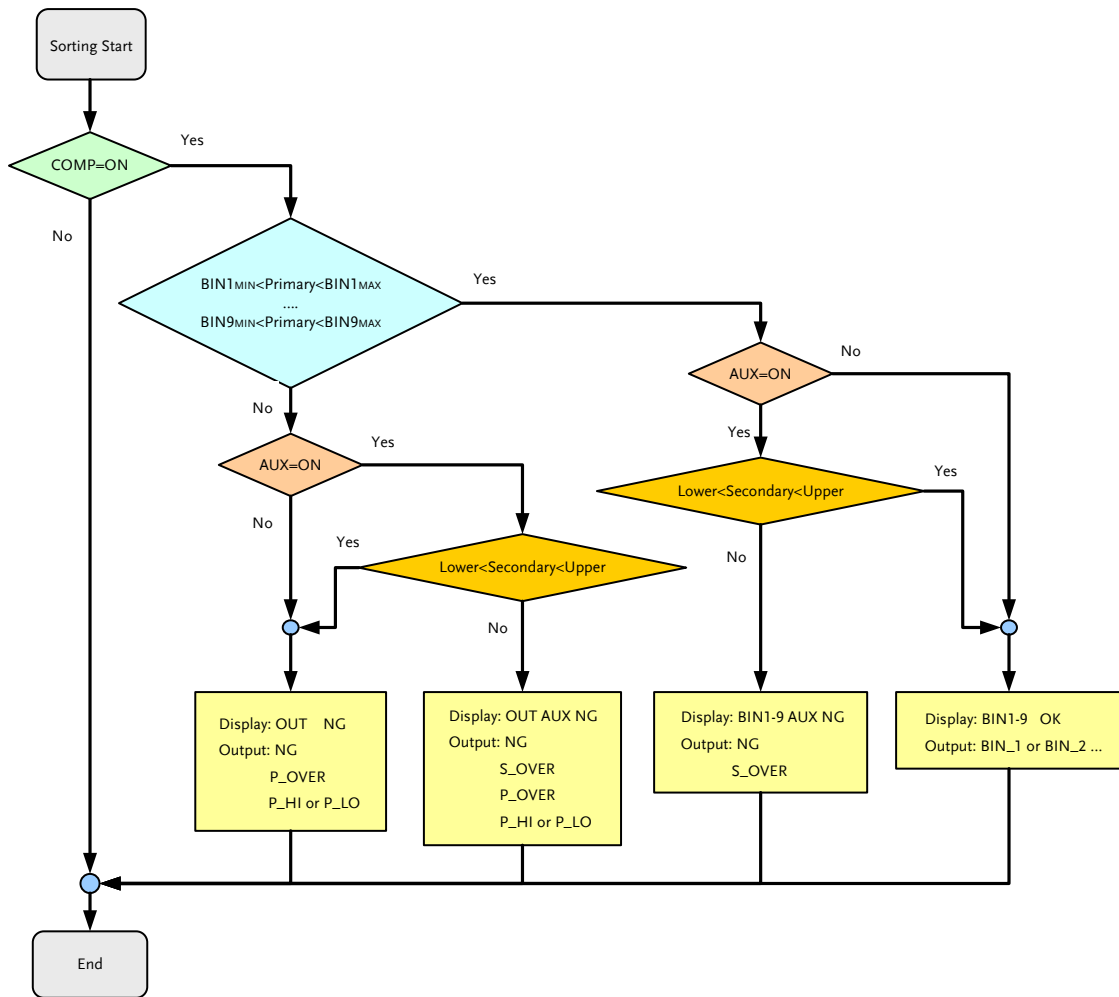 Sorting Start
COMP=ON
Yes
No
BIN1MIN<Primary<BIN1MAX
....
BIN9MIN<Primary<BIN9MAX
Yes
No
AUX=ON
No
Yes
AUX=ON
Yes
No
Lower<Secondary<Upper
Yes
No
Lower<Secondary<Upper
Yes
No
Display: OUT NG
Output: NG
P_OVER
P_HI or P_LO
Display: OUT AUX NG
Output: NG
S_OVER
P_OVER
P_HI or P_LO
Display: BIN1-9 AUX NG
Output: NG
S_OVER
Display: BIN1-9 OK
Output: BIN_1 or BIN_2 ...
End